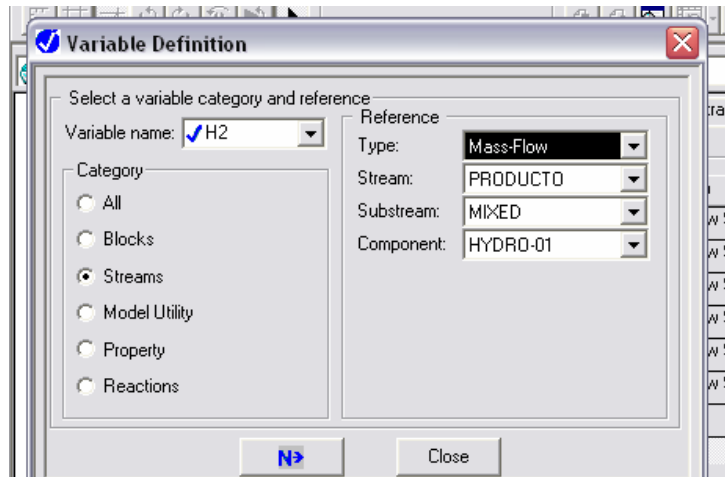 Variable Definition
Select a variable category and reference
Variable name: H2
Category
All
Blocks
Streams
Model Utility
Property
Reactions
Reference
Type: Mass-Flow
Stream: PRODUCTO
Substream: MIXED
Component: HYDRO-01
N→
Close